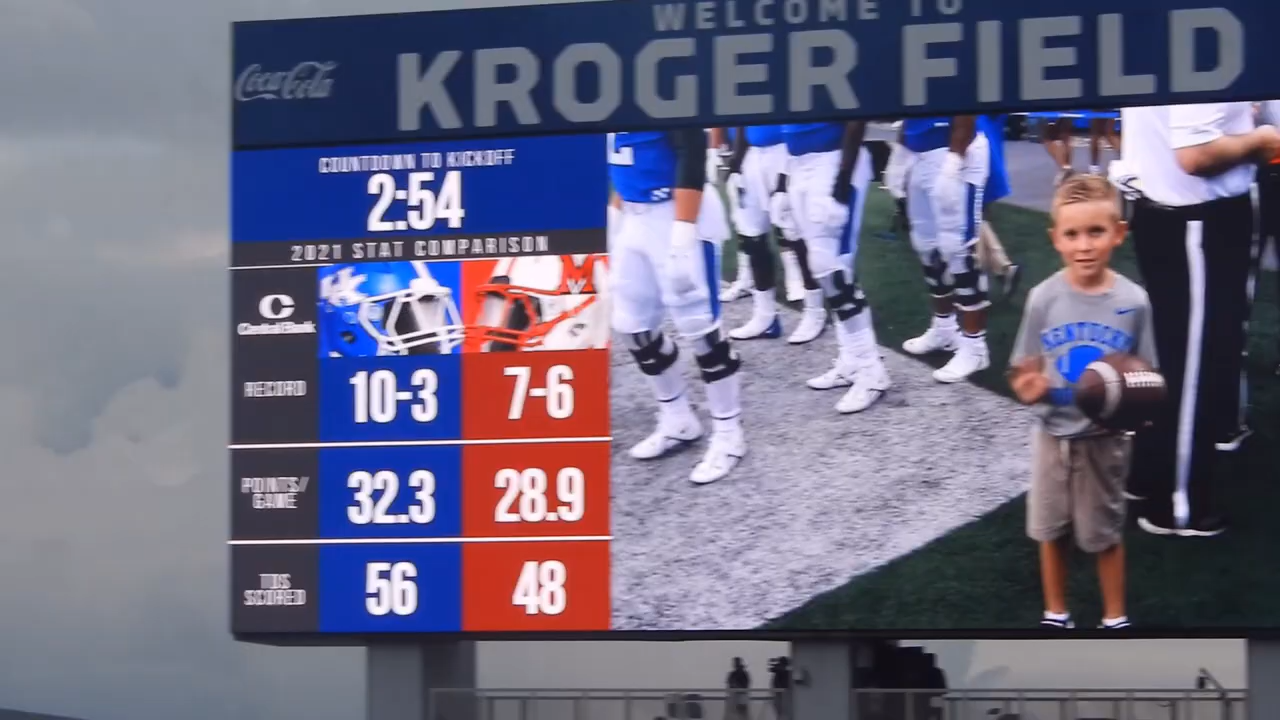 WELCOME TO
KROGER FIELD
Coca-Cola
COUNTDOWN TO KICKOFF
2:54
2021 STAT COMPARISON
Central Bank
UK
RECORD 10-3 7-6
POINTS/
GAME
32.3 28.9
TDS
SCORED
56 48
KENTUCKY